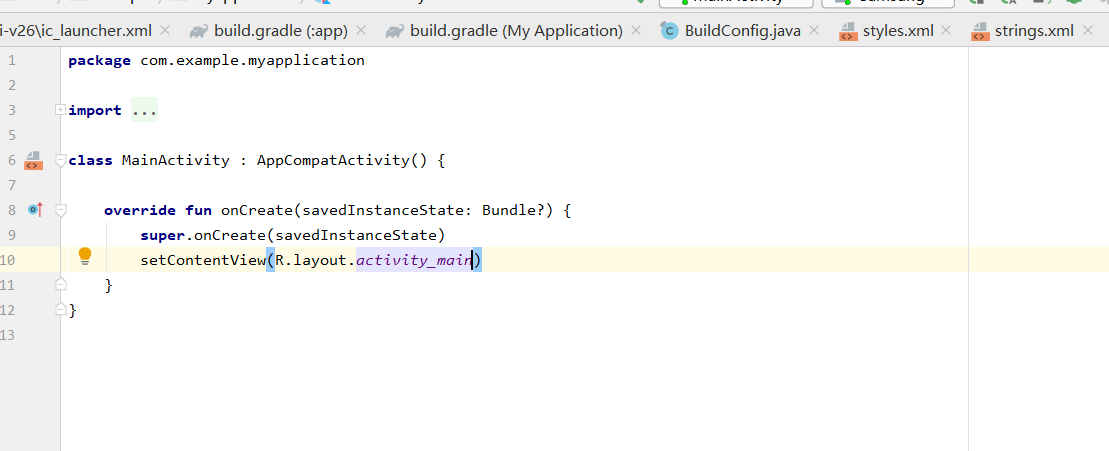 i-v26\ic_launcher.xml build.gradle (:app) build.gradle (My Application) BuildConfig.java styles.xml strings.xml
1 package com.example.myapplication
2
3 import ...
5
6 class MainActivity : AppCompatActivity() {
7
8 override fun onCreate(savedInstanceState: Bundle?) {
9 super.onCreate(savedInstanceState)
10 setContentView(R.layout.activity_main)
11 }
12 }
13